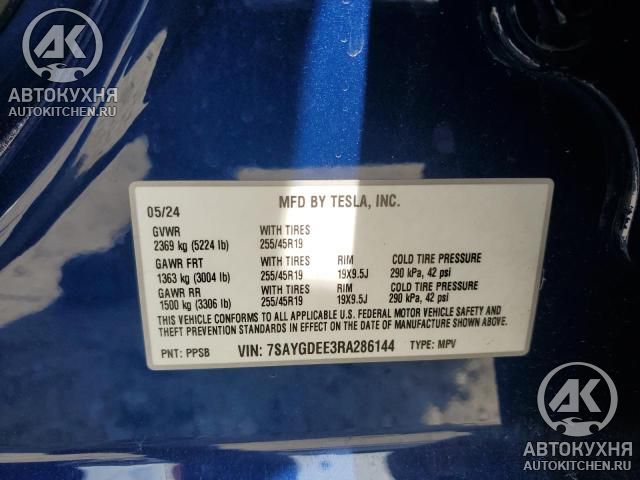 АК
АВТОКУХНЯ
AUTOKITCHEN.RU
05/24 MFD BY TESLA, INC.
GVWR WITH TIRES
2369 kg (5224 lb) 255/45R19
GAWR FRT WITH TIRES RIM COLD TIRE PRESSURE
1363 kg (3004 lb) 255/45R19 19X9.5J 290 kPa, 42 psi
GAWR RR WITH TIRES RIM COLD TIRE PRESSURE
1500 kg (3306 lb) 255/45R19 19X9.5J 290 kPa, 42 psi
THIS VEHICLE CONFORMS TO ALL APPLICABLE U.S. FEDERAL MOTOR VEHICLE SAFETY AND
THEFT PREVENTION STANDARDS IN EFFECT ON THE DATE OF MANUFACTURE SHOWN ABOVE.
PNT: PPSB VIN: 7SAYGDEE3RA286144 TYPE: MPV
АК
АВТОКУХНЯ
AUTOKITCHEN.RU